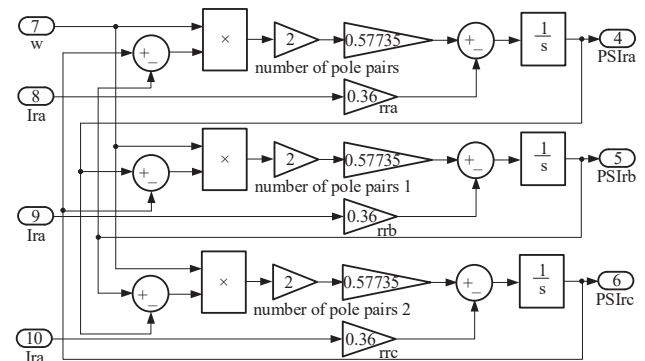 7
w
+
−
×
2
0.57735
+
−
1
s
4
PSIra
number of pole pairs
8
Ira
0.36
rra
+
−
×
2
0.57735
+
−
1
s
5
PSIrb
number of pole pairs 1
9
Ira
0.36
rrb
+
−
×
2
0.57735
+
−
1
s
6
PSIrc
number of pole pairs 2
10
Ira
0.36
rrc